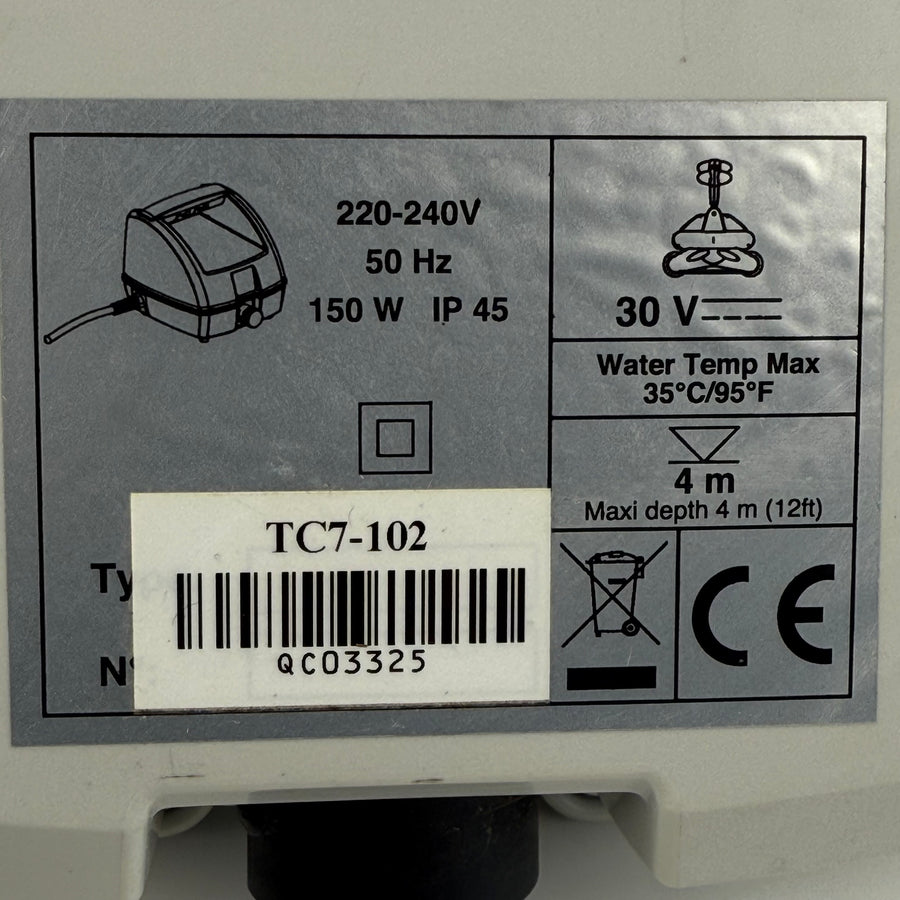 220-240V
50 Hz
150 W IP 45
30 V
Water Temp Max
35°C/95°F
4 m
Maxi depth 4 m (12ft)
TC7-102
QC03325
Ty
N°
CE